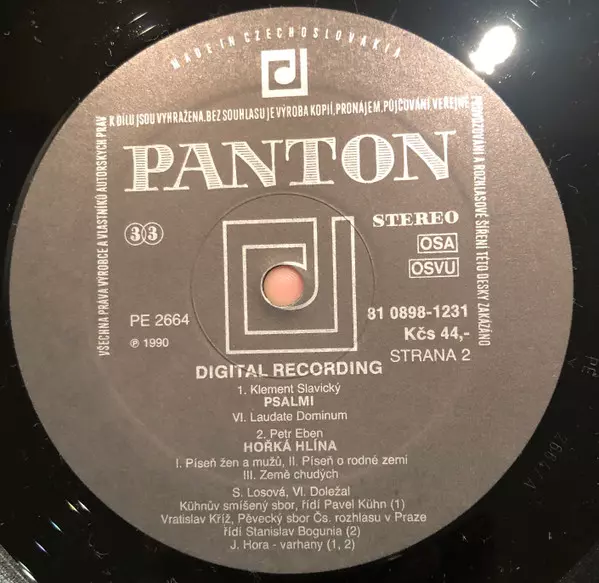 MADE IN CZECHOSLOVAKIA
VŠECHNA PRÁVA VÝROBCE A VLASTNÍKŮ AUTORSKÝCH PRÁV K DÍLU JSOU VYHRAŽENA. BEZ SOUHLASU JE VÝROBA KOPIÍ, PRONÁJEM, PŮJČOVÁNÍ VEŘEJNÉ PROVOZOVÁNÍ A ROZHLASOVÉ ŠÍŘENÍ TÉTO DESKY ZAKÁZÁNO
PANTON
STEREO
33
OSA
OSVU
PE 2664
81 0898-1231
℗ 1990
Kčs 44,-
STRANA 2
DIGITAL RECORDING
1. Klement Slavický
PSALMI
VI. Laudate Dominum
2. Petr Eben
HOŘKÁ HLÍNA
I. Píseň žen a mužů, II. Píseň o rodné zemi
III. Země chudých
S. Losová, Vl. Doležal
Kühnův smíšený sbor, řídí Pavel Kühn (1)
Vratislav Kříž, Pěvecký sbor Čs. rozhlasu v Praze
řídí Stanislav Bogunia (2)
J. Hora - varhany (1, 2)